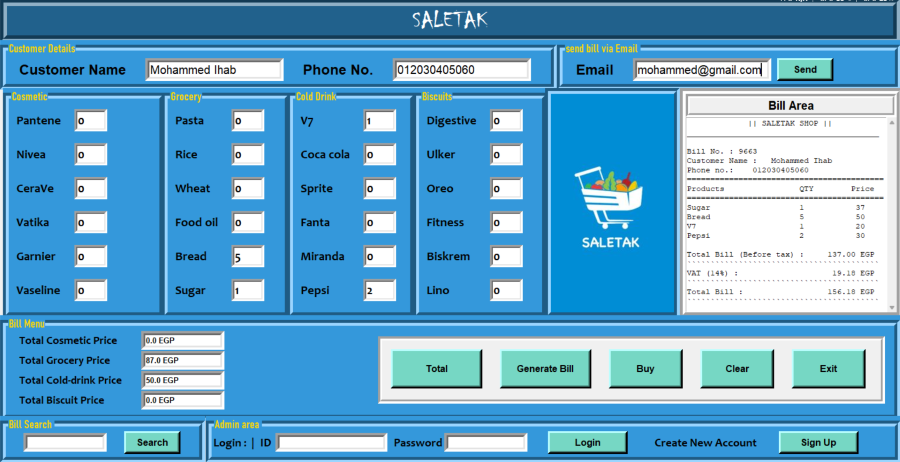 SALETAK
Customer Details
Customer Name Mohammed Ihab Phone No. 012030405060
send bill via Email
Email mohammed@gmail.com Send
Cosmetic
Pantene 0
Nivea 0
CeraVe 0
Vatika 0
Garnier 0
Vaseline 0
Grocery
Pasta 0
Rice 0
Wheat 0
Food oil 0
Bread 5
Sugar 1
Cold Drink
V7 1
Coca cola 0
Sprite 0
Fanta 0
Miranda 0
Pepsi 2
Biscuits
Digestive 0
Ulker 0
Oreo 0
Fitness 0
Biskrem 0
Lino 0
SALETAK
Bill Area
|| SALETAK SHOP ||
Bill No. : 9663
Customer Name : Mohammed Ihab
Phone no.: 012030405060
Products QTY Price
Sugar 1 37
Bread 5 50
V7 1 20
Pepsi 2 30
Total Bill (Before tax) : 137.00 EGP
VAT (14%) : 19.18 EGP
Total Bill : 156.18 EGP
Bill Menu
Total Cosmetic Price 0.0 EGP
Total Grocery Price 87.0 EGP
Total Cold-drink Price 50.0 EGP
Total Biscuit Price 0.0 EGP
Total Generate Bill Buy Clear Exit
Bill Search
Search
Admin area
Login : | ID Password Login Create New Account Sign Up